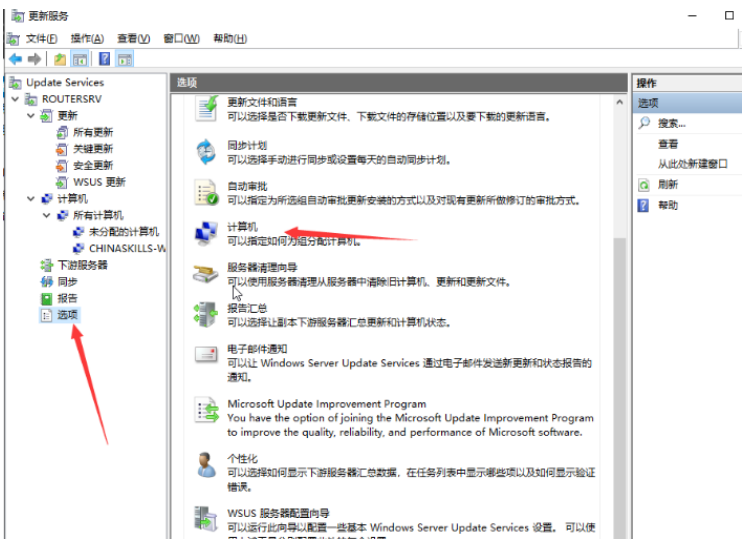 更新服务
文件(F) 操作(A) 查看(V) 窗口(W) 帮助(H)
Update Services
ROUTERSRV
更新
所有更新
关键更新
安全更新
WSUS 更新
计算机
所有计算机
未分配的计算机
CHINASKILLS-W
下游服务器
同步
报告
选项
选项
更新文件和语言
可以选择是否下载更新文件、下载文件的存储位置以及要下载的更新语言。
同步计划
可以选择手动进行同步或设置每天的自动同步计划。
自动审批
可以指定为所选组自动审批更新安装的方式以及对现有更新所做修订的审批方式。
计算机
可以指定如何为组分配计算机。
服务器清理向导
可以使用服务器清理从服务器中清除旧计算机、更新和更新文件。
报告汇总
可以选择让副本下游服务器汇总更新和计算机状态。
电子邮件通知
可以让 Windows Server Update Services 通过电子邮件发送新更新和状态报告的
通知。
Microsoft Update Improvement Program
You have the option of joining the Microsoft Update Improvement Program
to improve the quality, reliability, and performance of Microsoft software.
个性化
可以选择如何显示下游服务器汇总数据，在任务列表中显示哪些项以及如何显示验证
错误。
WSUS 服务器配置向导
可以运行此向导以配置一些基本 Windows Server Update Services 设置。 可以使
操作
选项
搜索...
查看
从此处新建窗口
刷新
帮助